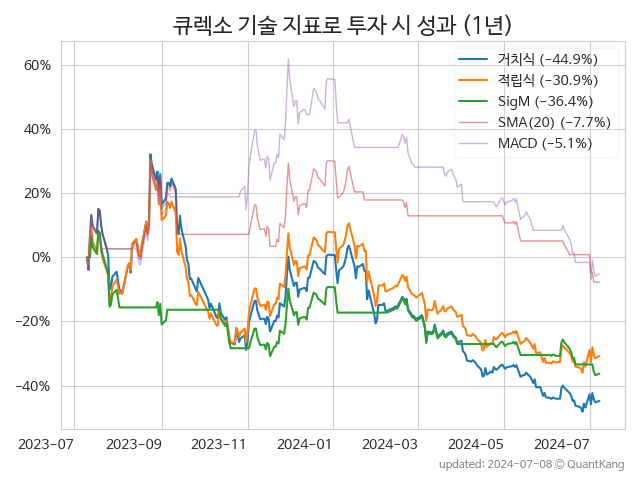 큐렉소 기술 지표로 투자 시 성과 (1년)
거치식 (−44.9%)
적립식 (−30.9%)
SigM (−36.4%)
SMA(20) (−7.7%)
MACD (−5.1%)
60%
40%
20%
0%
−20%
−40%
2023-07 2023-09 2023-11 2024-01 2024-03 2024-05 2024-07
updated: 2024-07-08 © QuantKang